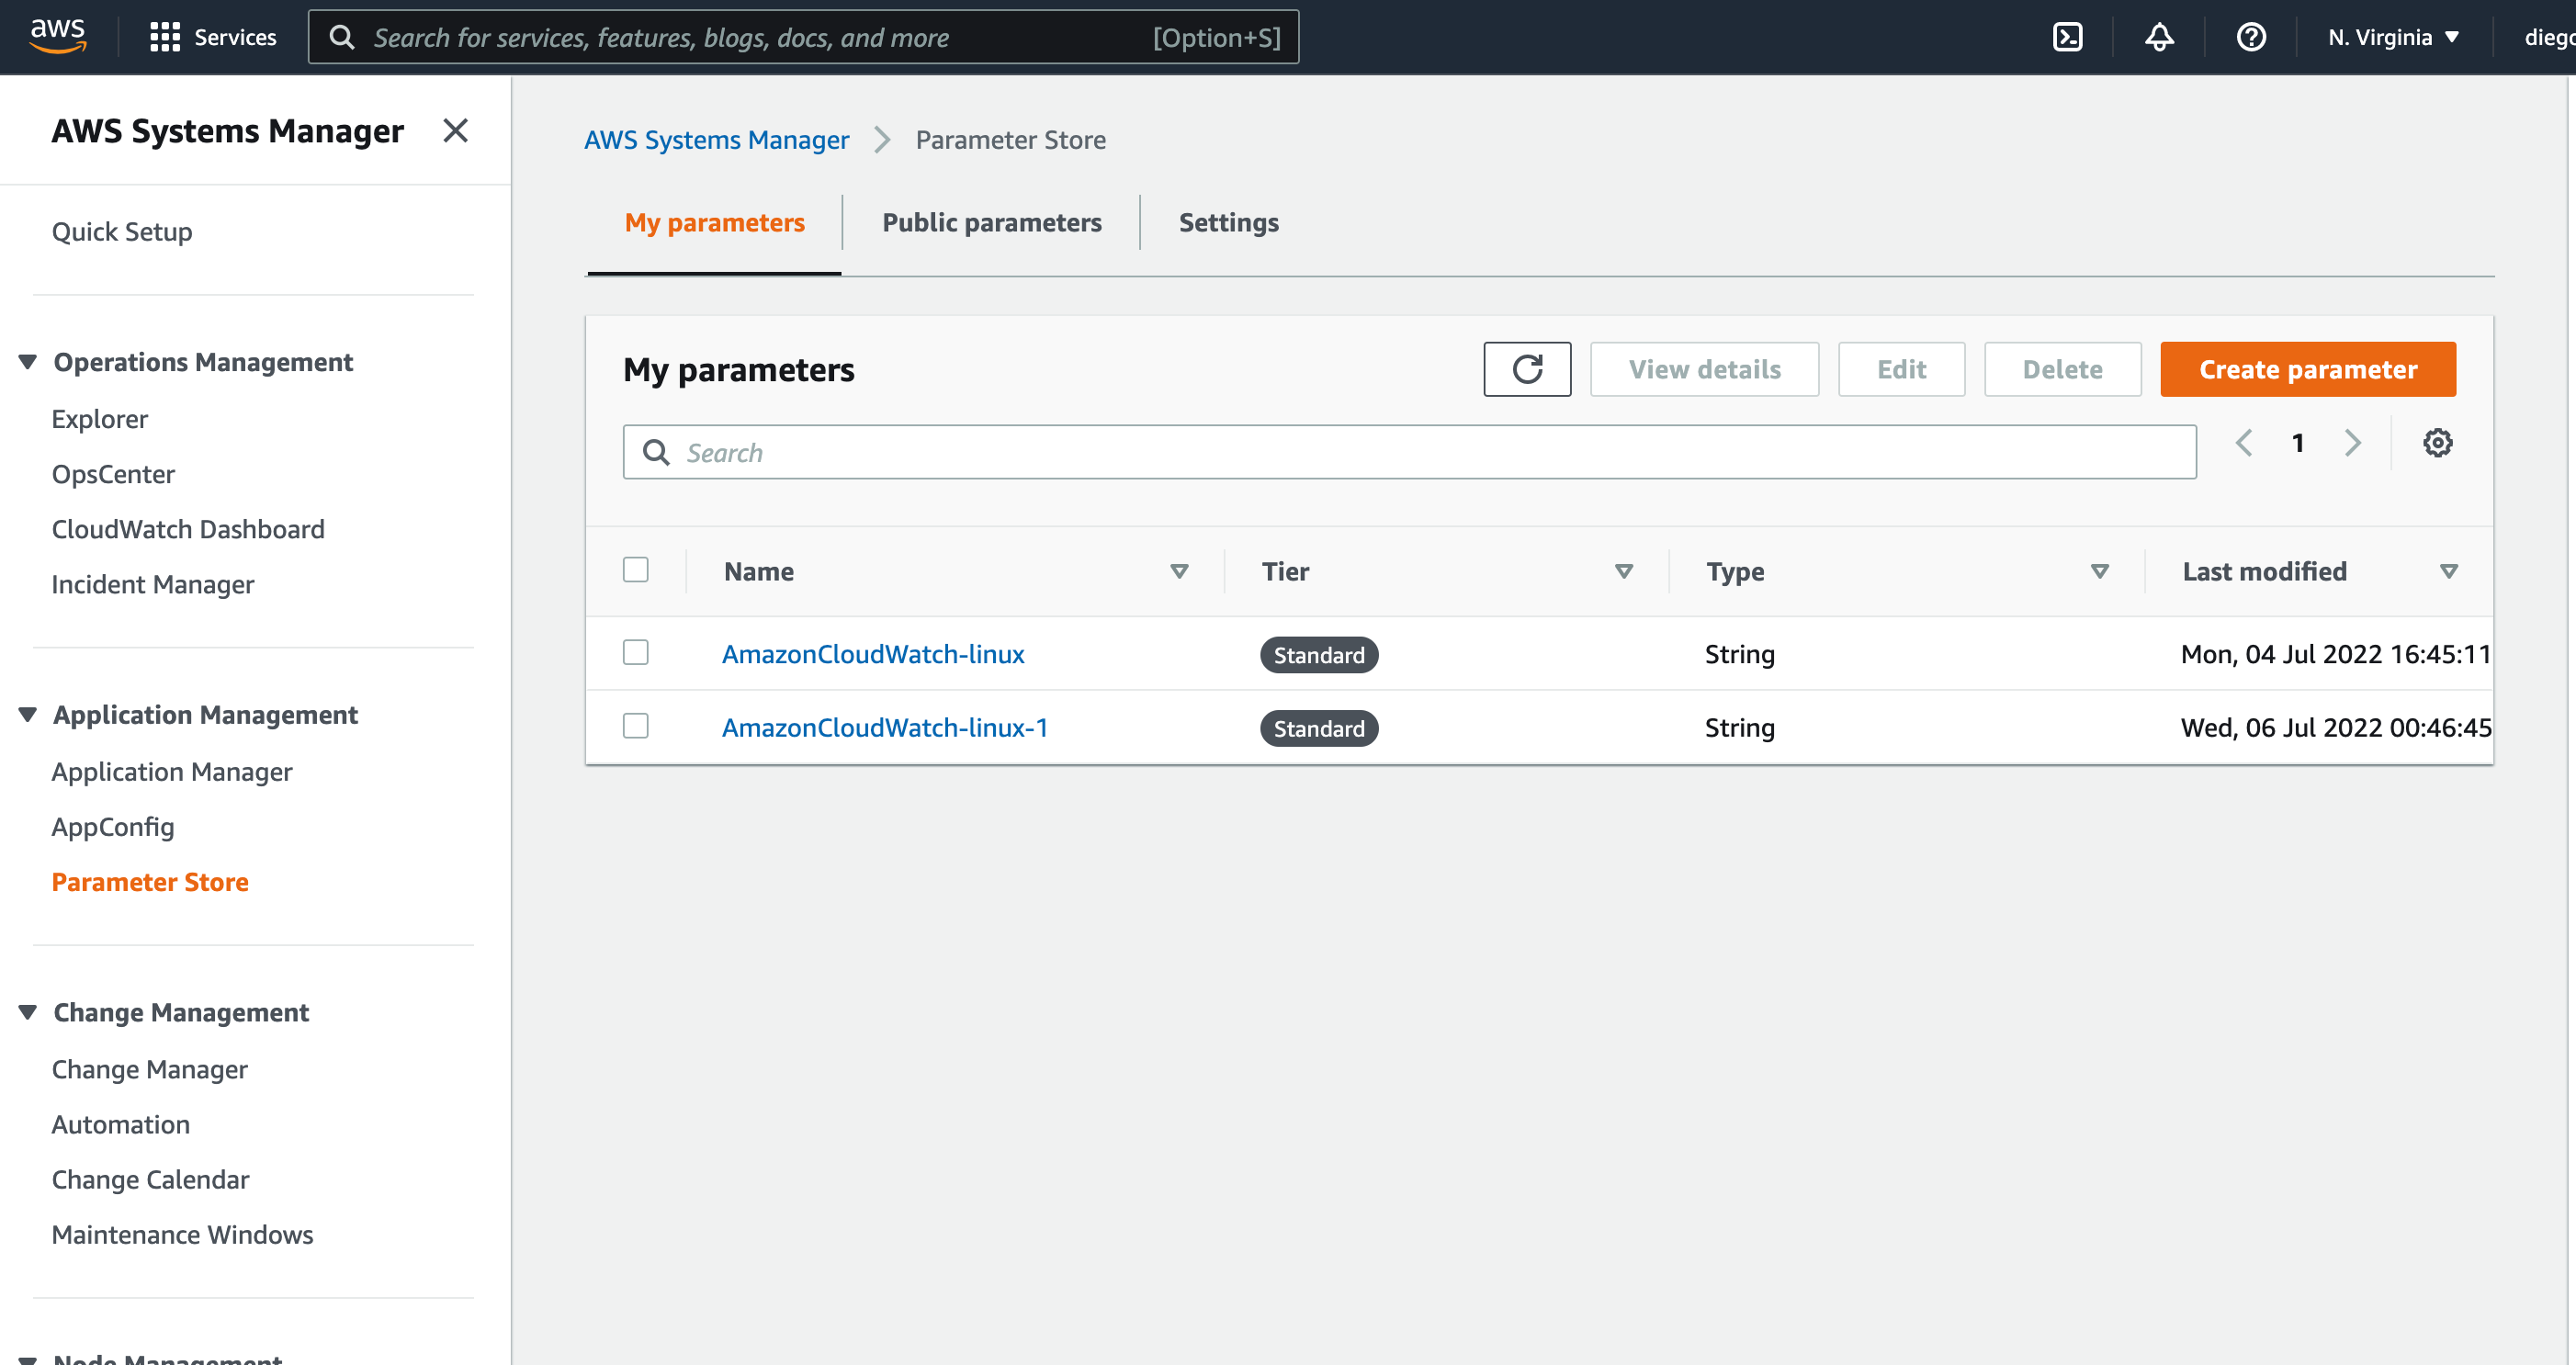 aws Services Search for services, features, blogs, docs, and more [Option+S] N. Virginia diego
AWS Systems Manager
Quick Setup
Operations Management
Explorer
OpsCenter
CloudWatch Dashboard
Incident Manager
Application Management
Application Manager
AppConfig
Parameter Store
Change Management
Change Manager
Automation
Change Calendar
Maintenance Windows
Node Management
AWS Systems Manager Parameter Store
My parameters Public parameters Settings
My parameters View details Edit Delete Create parameter
Search 1
Name Tier Type Last modified
AmazonCloudWatch-linux Standard String Mon, 04 Jul 2022 16:45:11
AmazonCloudWatch-linux-1 Standard String Wed, 06 Jul 2022 00:46:45